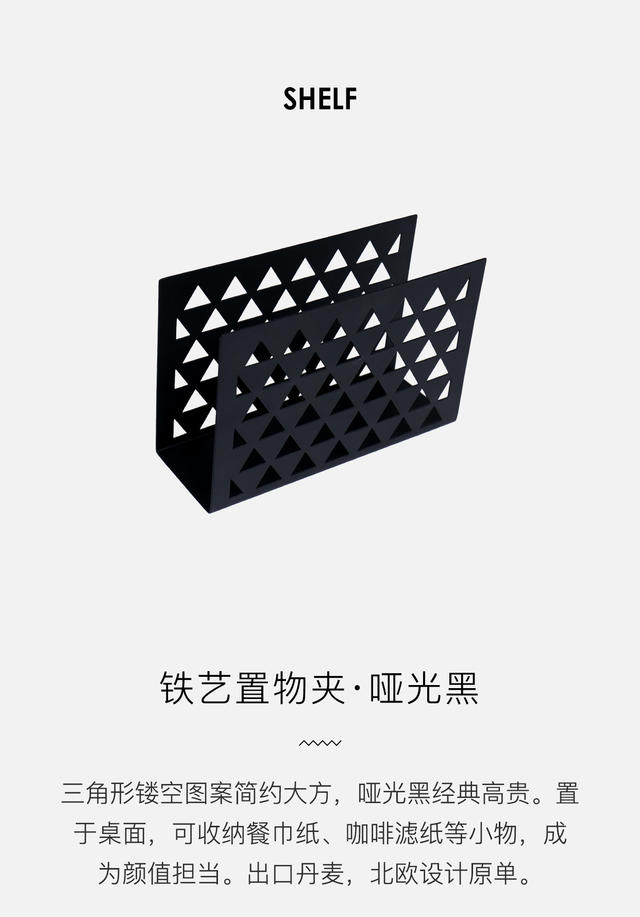 SHELF
铁艺置物夹·哑光黑
三角形镂空图案简约大方，哑光黑经典高贵。置
于桌面，可收纳餐巾纸、咖啡滤纸等小物，成
为颜值担当。出口丹麦，北欧设计原单。